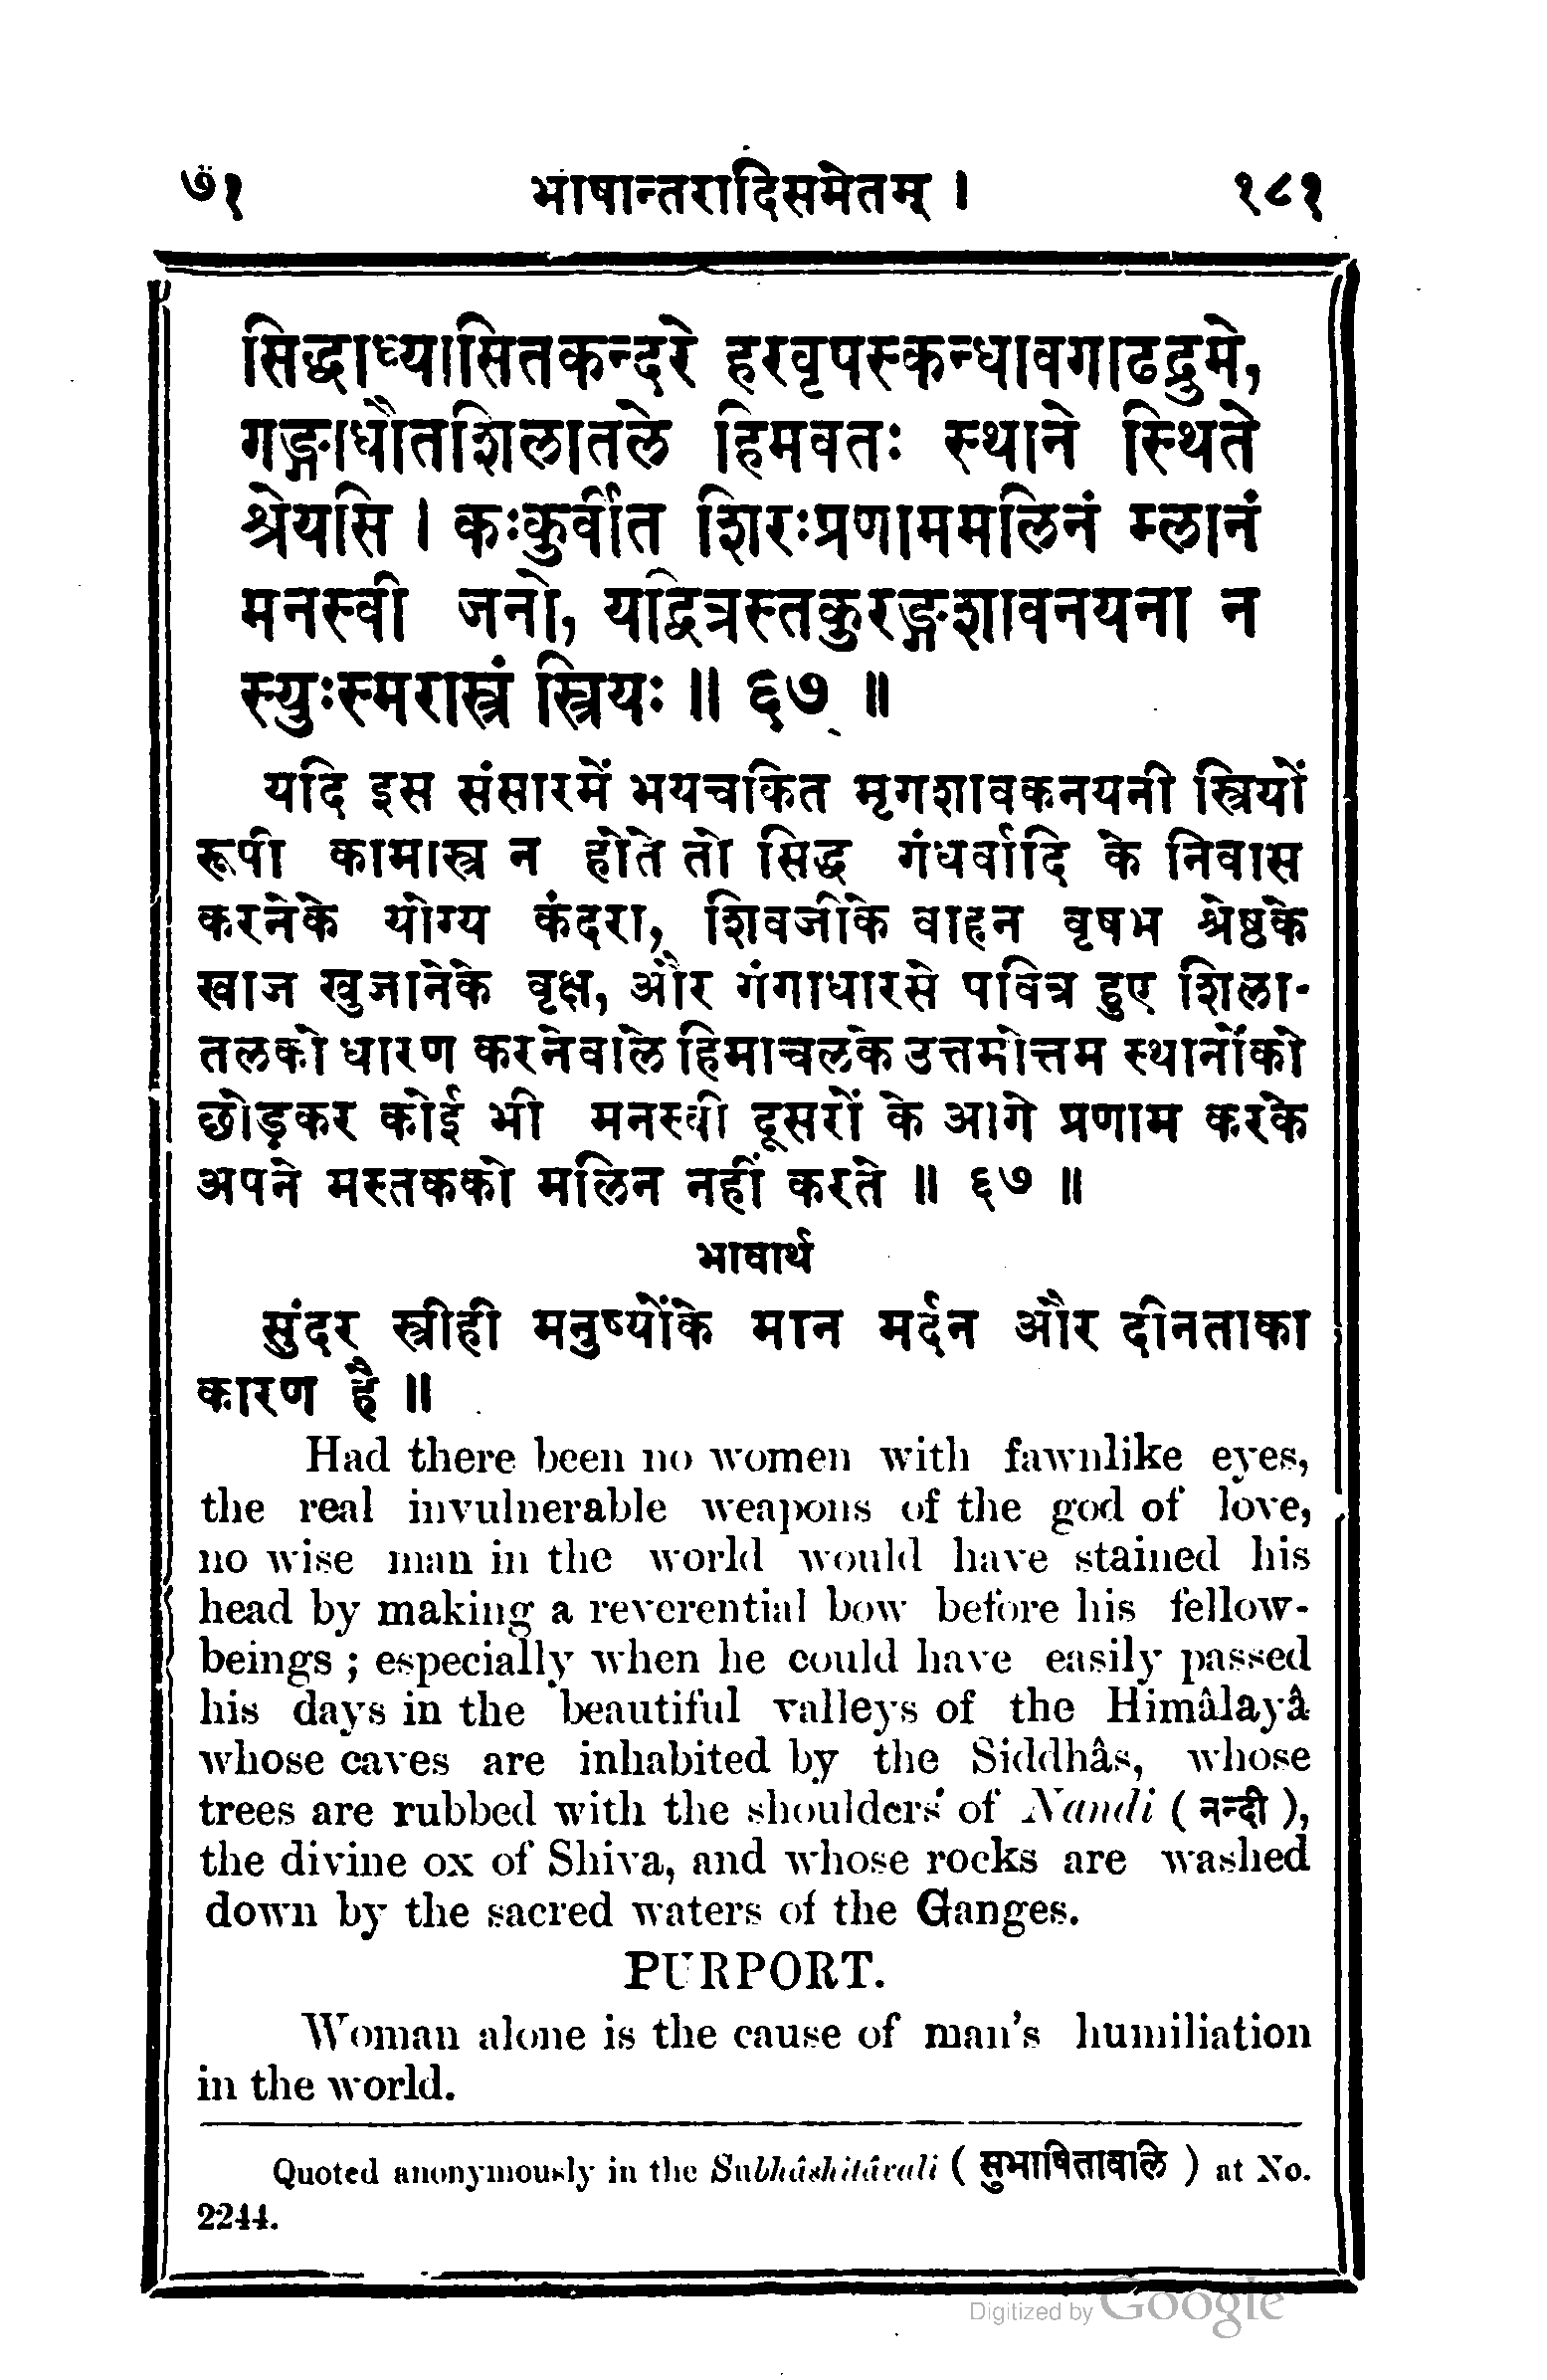 ७१ भाषान्तरादिसमेतम् । १८१
सिद्धाध्यासितकन्दरे हरवृपस्कन्धावगाढद्रुमे,
गङ्गाधौतशिलातले हिमवतः स्थाने स्थिते
श्रेयसि । कःकुर्वीत शिरःप्रणाममलिनं म्लानं
मनस्वी जनो, यद्वित्रस्तकुरङ्गशावनयना न
स्युःस्मरास्त्रं स्त्रियः ॥ ६७ ॥
यदि इस संसारमें भयचकित मृगशावकनयनी स्त्रियों
रूपी कामास्त्र न होते तो सिद्ध गंधर्वादि के निवास
करनेके योग्य कंदरा, शिवजीके वाहन वृषभ श्रेष्ठके
खाज खुजानेके वृक्ष, और गंगाधारसे पवित्र हुए शिला-
तलको धारण करनेवाले हिमाचलके उत्तमोत्तम स्थानोंको
छोड़कर कोई भी मनस्वी दूसरों के आगे प्रणाम करके
अपने मस्तकको मलिन नहीं करते ॥ ६७ ॥
भावार्थ
सुंदर स्त्रीही मनुष्योंके मान मर्दन और दीनताका
कारण है ॥
Had there been no women with fawnlike eyes,
the real invulnerable weapons of the god of love,
no wise man in the world would have stained his
head by making a reverential bow before his fellow-
beings ; especially when he could have easily passed
his days in the beautiful valleys of the Himâlayâ
whose caves are inhabited by the Siddhâs, whose
trees are rubbed with the shoulders of Nandi ( नन्दी ),
the divine ox of Shiva, and whose rocks are washed
down by the sacred waters of the Ganges.
PURPORT.
Woman alone is the cause of man's humiliation
in the world.
Quoted anonymously in the Subhâshitâvali ( सुभाषितावलि ) at No.
2244.
Digitized by Google